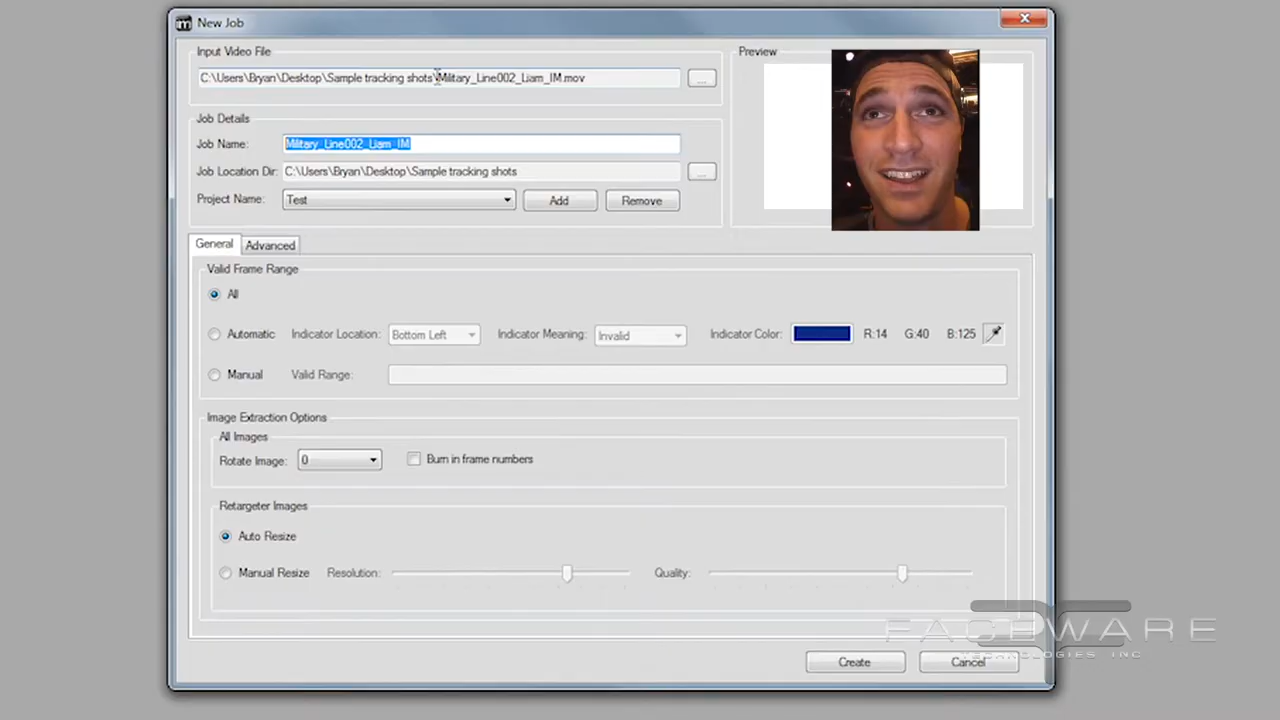 New Job
Input Video File
Preview
C:\Users\Bryan\Desktop\Sample tracking shots\Military_Line002_Liam_IM.mov
...
Job Details
Job Name:
Military_Line002_Liam_IM
Job Location Dir:
C:\Users\Bryan\Desktop\Sample tracking shots
...
Project Name:
Test
Add
Remove
General
Advanced
Valid Frame Range
All
Automatic
Indicator Location:
Bottom Left
Indicator Meaning:
Invalid
Indicator Color:
R:14
G:40
B:125
Manual
Valid Range:
Image Extraction Options
All Images
Rotate Image:
0
Burn in frame numbers
Retargeter Images
Auto Resize
Manual Resize
Resolution:
Quality:
FACEWARE
TECHNOLOGIES INC
Create
Cancel